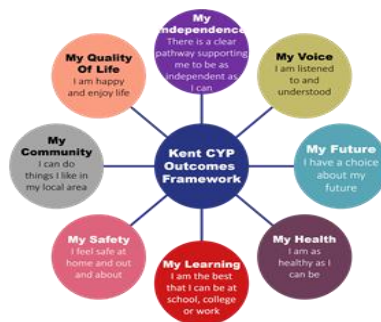 My
Independence
There is a clear
pathway supporting
me to be as
independent as I
can
My Voice
I am listened
to and
understood
My Future
I have a choice
about my
future
My Health
I am as
healthy as I
can be
My Learning
I am the best
that I can be at
school, college
or work
My Safety
I feel safe at
home and out
and about
My
Community
I can do
things I like in
my local area
My Quality
Of Life
I am happy
and enjoy life
Kent CYP
Outcomes
Framework